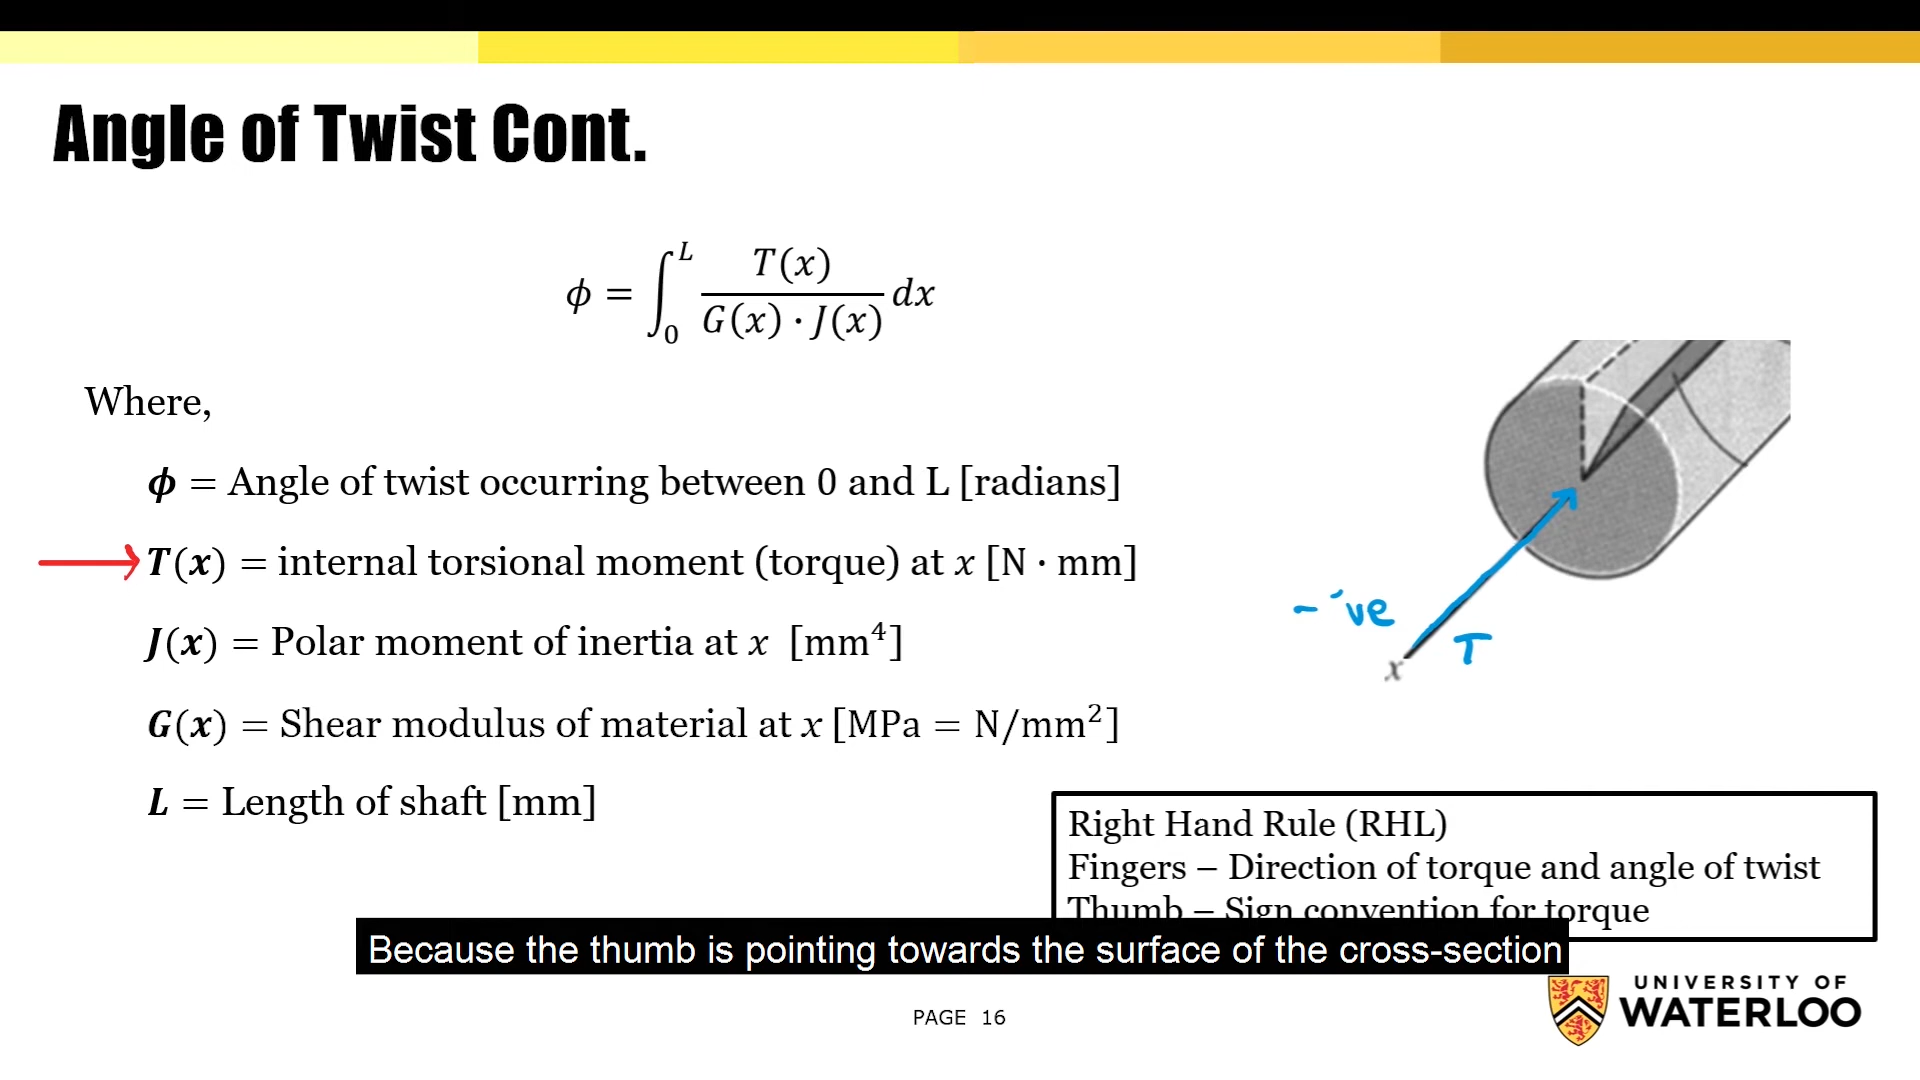 Angle of Twist Cont.
ϕ = ∫₀ᴸ T(x) / (G(x) · J(x)) dx
Where,
ϕ = Angle of twist occurring between 0 and L [radians]
T(x) = internal torsional moment (torque) at x [N · mm]
J(x) = Polar moment of inertia at x [mm⁴]
G(x) = Shear modulus of material at x [MPa = N/mm²]
L = Length of shaft [mm]
-'ve
T
x
Right Hand Rule (RHL)
Fingers – Direction of torque and angle of twist
Thumb – Sign convention for torque
Because the thumb is pointing towards the surface of the cross-section
PAGE 16
UNIVERSITY OF
WATERLOO